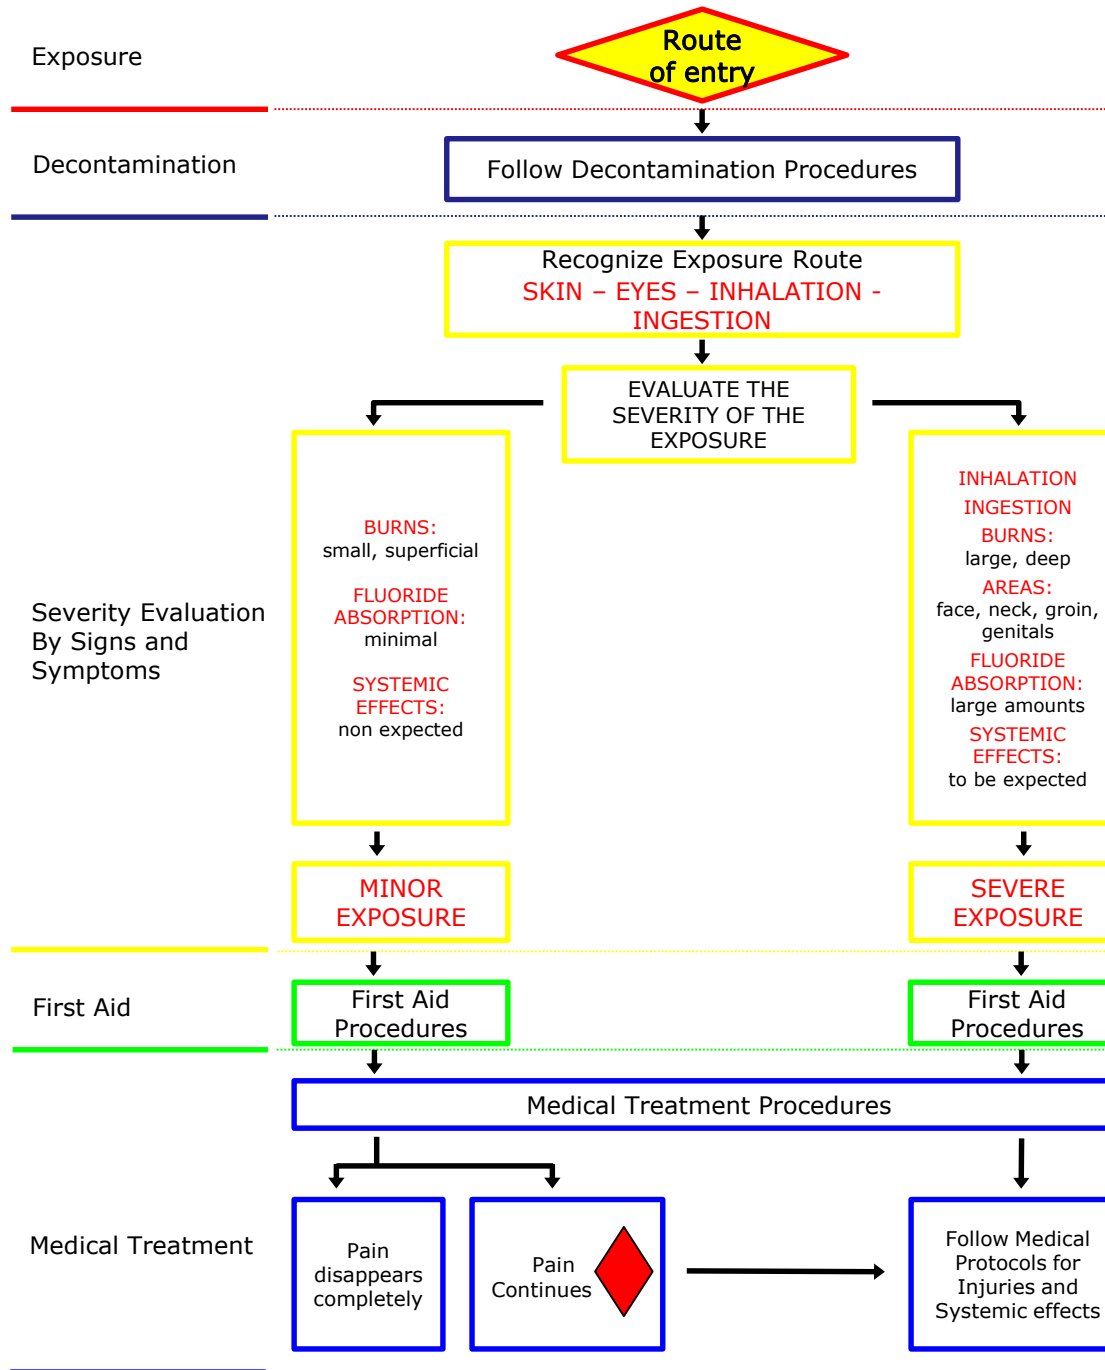 Exposure
Route
of entry
Decontamination
Follow Decontamination Procedures
Recognize Exposure Route
SKIN – EYES – INHALATION -
INGESTION
EVALUATE THE
SEVERITY OF THE
EXPOSURE
Severity Evaluation
By Signs and
Symptoms
BURNS:
small, superficial
FLUORIDE
ABSORPTION:
minimal
SYSTEMIC
EFFECTS:
non expected
INHALATION
INGESTION
BURNS:
large, deep
AREAS:
face, neck, groin,
genitals
FLUORIDE
ABSORPTION:
large amounts
SYSTEMIC
EFFECTS:
to be expected
MINOR
EXPOSURE
SEVERE
EXPOSURE
First Aid
First Aid
Procedures
First Aid
Procedures
Medical Treatment Procedures
Medical Treatment
Pain
disappears
completely
Pain
Continues
Follow Medical
Protocols for
Injuries and
Systemic effects